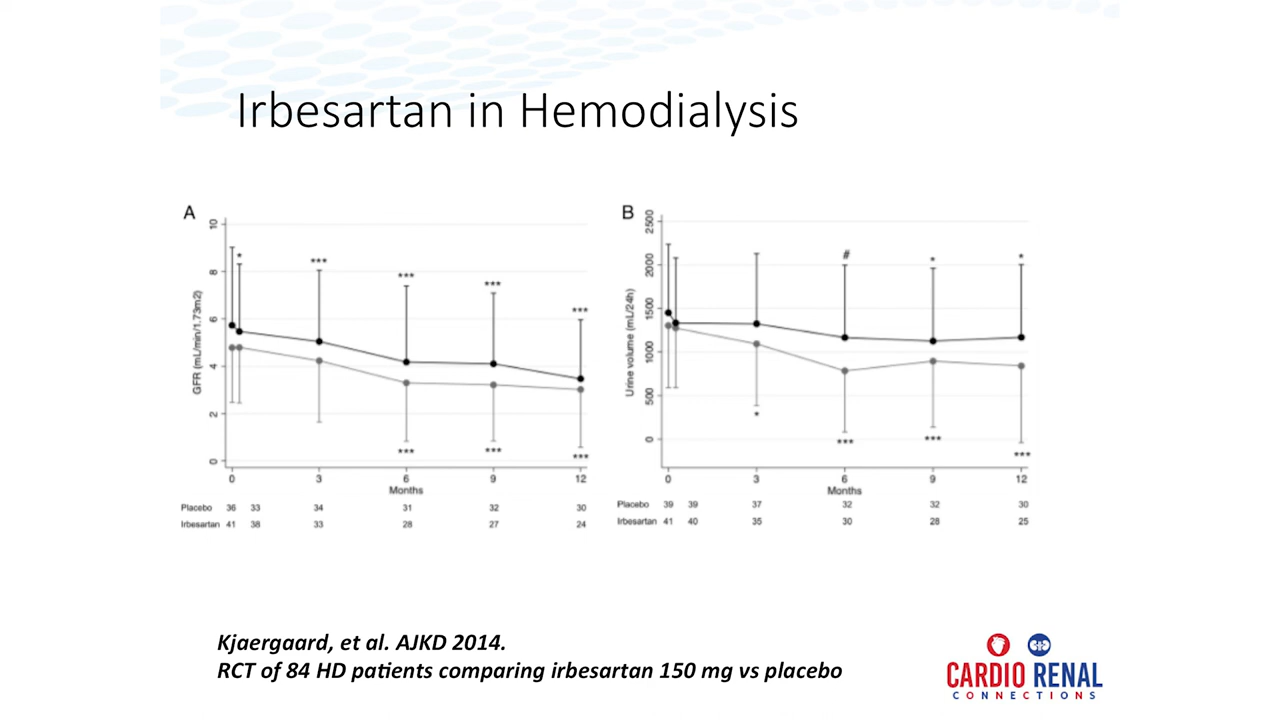 Irbesartan in Hemodialysis
A
GFR (mL/min/1.73m2)
10
8
6
4
2
0
*
***
***
***
***
***
***
***
0 3 6 9 12
Months
Placebo 36 33 34 31 32 30
Irbesartan 41 38 33 28 27 24
B
Urine volume (mL/24h)
2500
2000
1500
1000
500
0
#
*
*
*
***
***
***
0 3 6 9 12
Months
Placebo 39 39 37 32 32 30
Irbesartan 41 40 35 30 28 25
Kjaergaard, et al. AJKD 2014.
RCT of 84 HD patients comparing irbesartan 150 mg vs placebo
CARDIO RENAL
CONNECTIONS